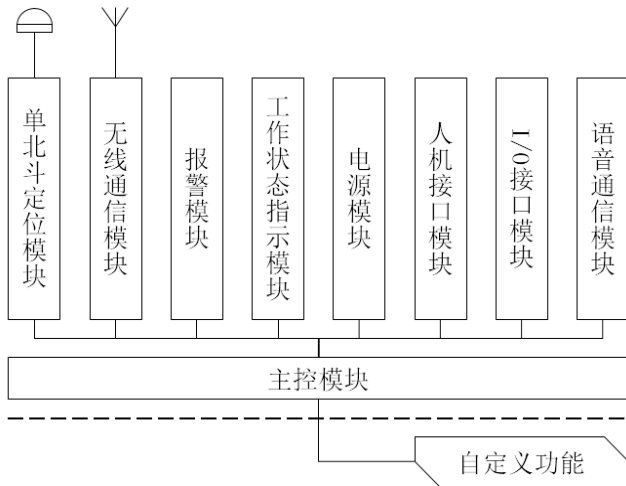 单北斗定位模块
无线通信模块
报警模块
工作状态指示模块
电源模块
人机接口模块
I/O接口模块
语音通信模块
主控模块
自定义功能